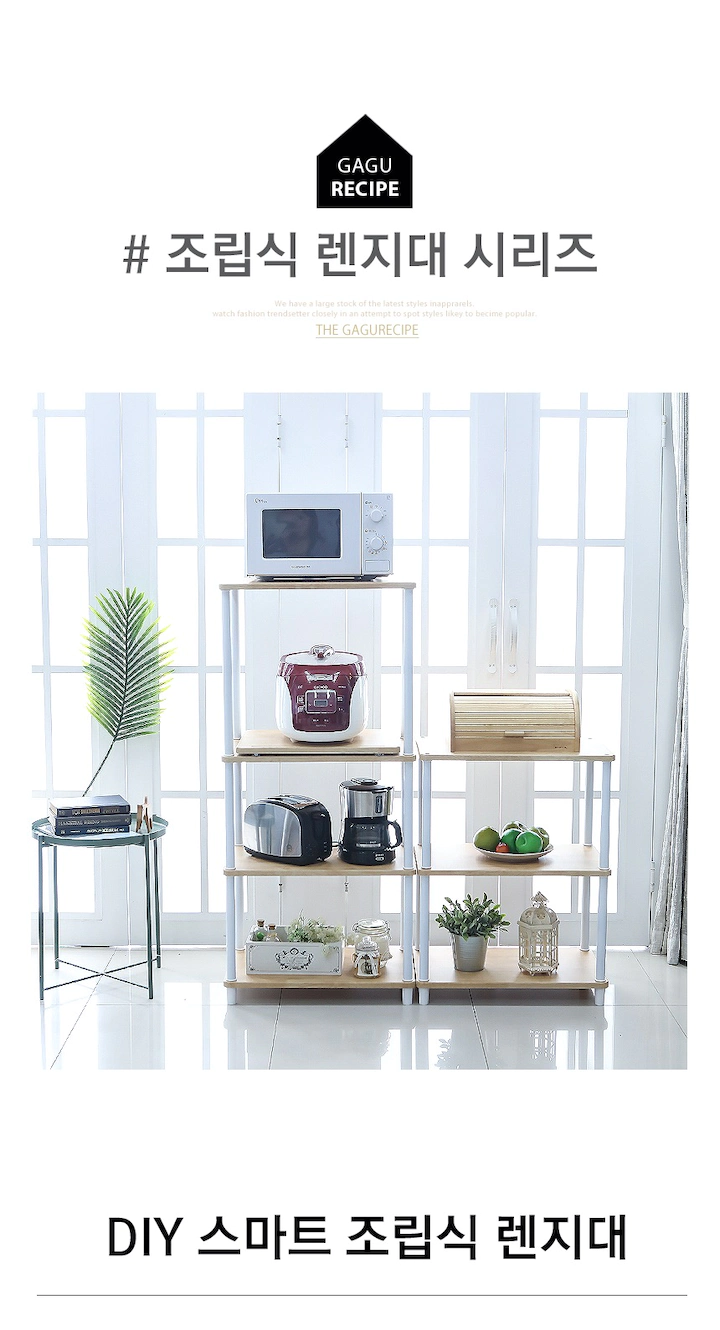 GAGU
RECIPE
# 조립식 렌지대 시리즈
We have a large stock of the latest styles inapprarels.
watch fashion trendsetter closely in an attempt to spot styles likey to become popular.
THE GAGURECIPE
DIY 스마트 조립식 렌지대